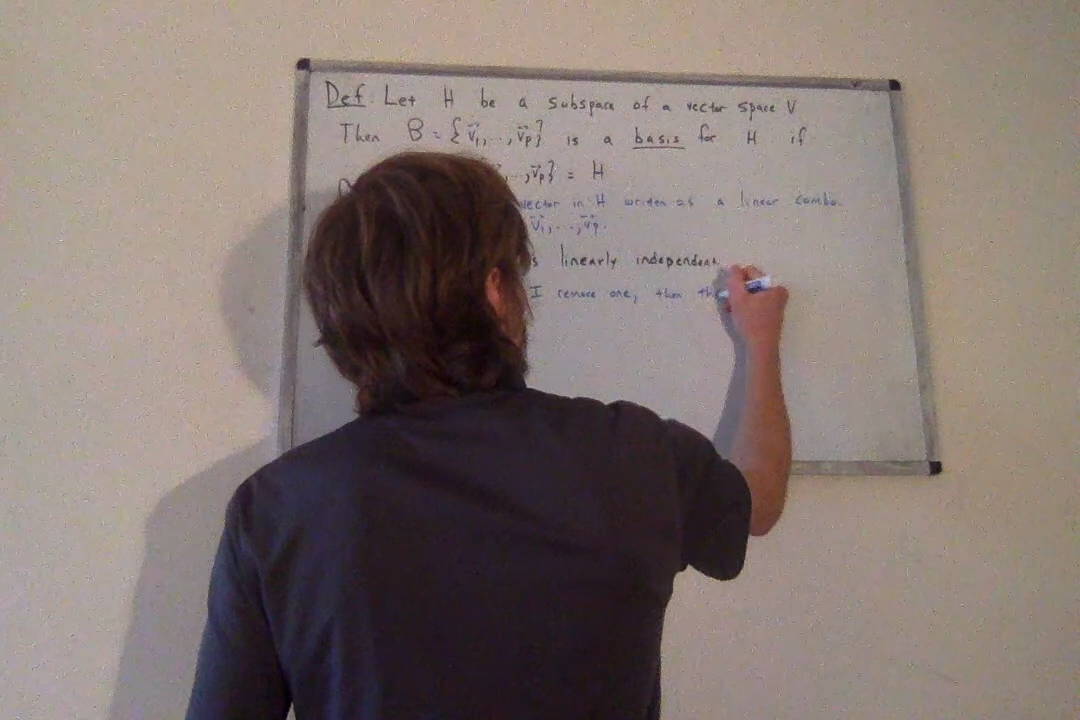 Def: Let H be a subspace of a vector space V
Then B = {v⃗₁,...,v⃗ₚ} is a basis for H if
,...,v⃗ₚ} = H
vector in H written as a linear combo.
v⃗₁,...,v⃗ₚ.
s linearly independent
I remove one, then th